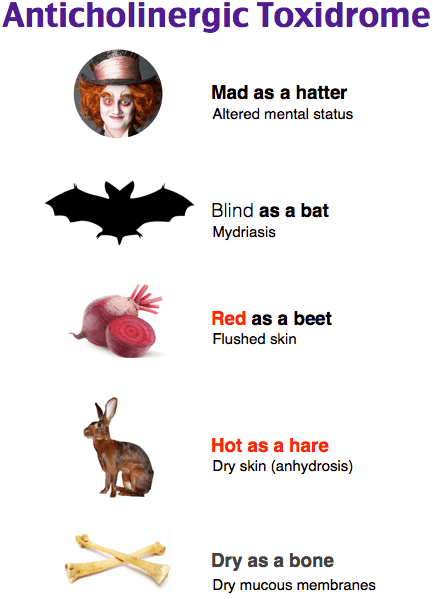 Anticholinergic Toxidrome
Mad as a hatter
Altered mental status
Blind as a bat
Mydriasis
Red as a beet
Flushed skin
Hot as a hare
Dry skin (anhydrosis)
Dry as a bone
Dry mucous membranes